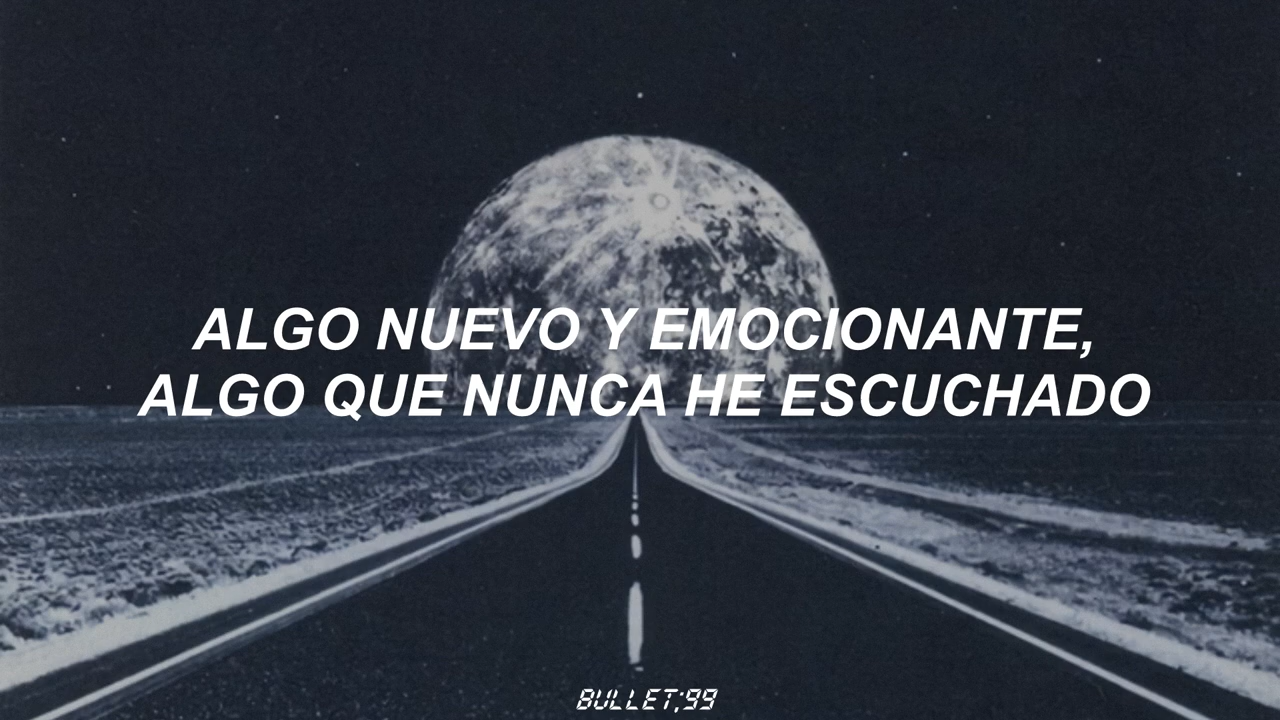 ALGO NUEVO Y EMOCIONANTE,
ALGO QUE NUNCA HE ESCUCHADO
BULLET;99